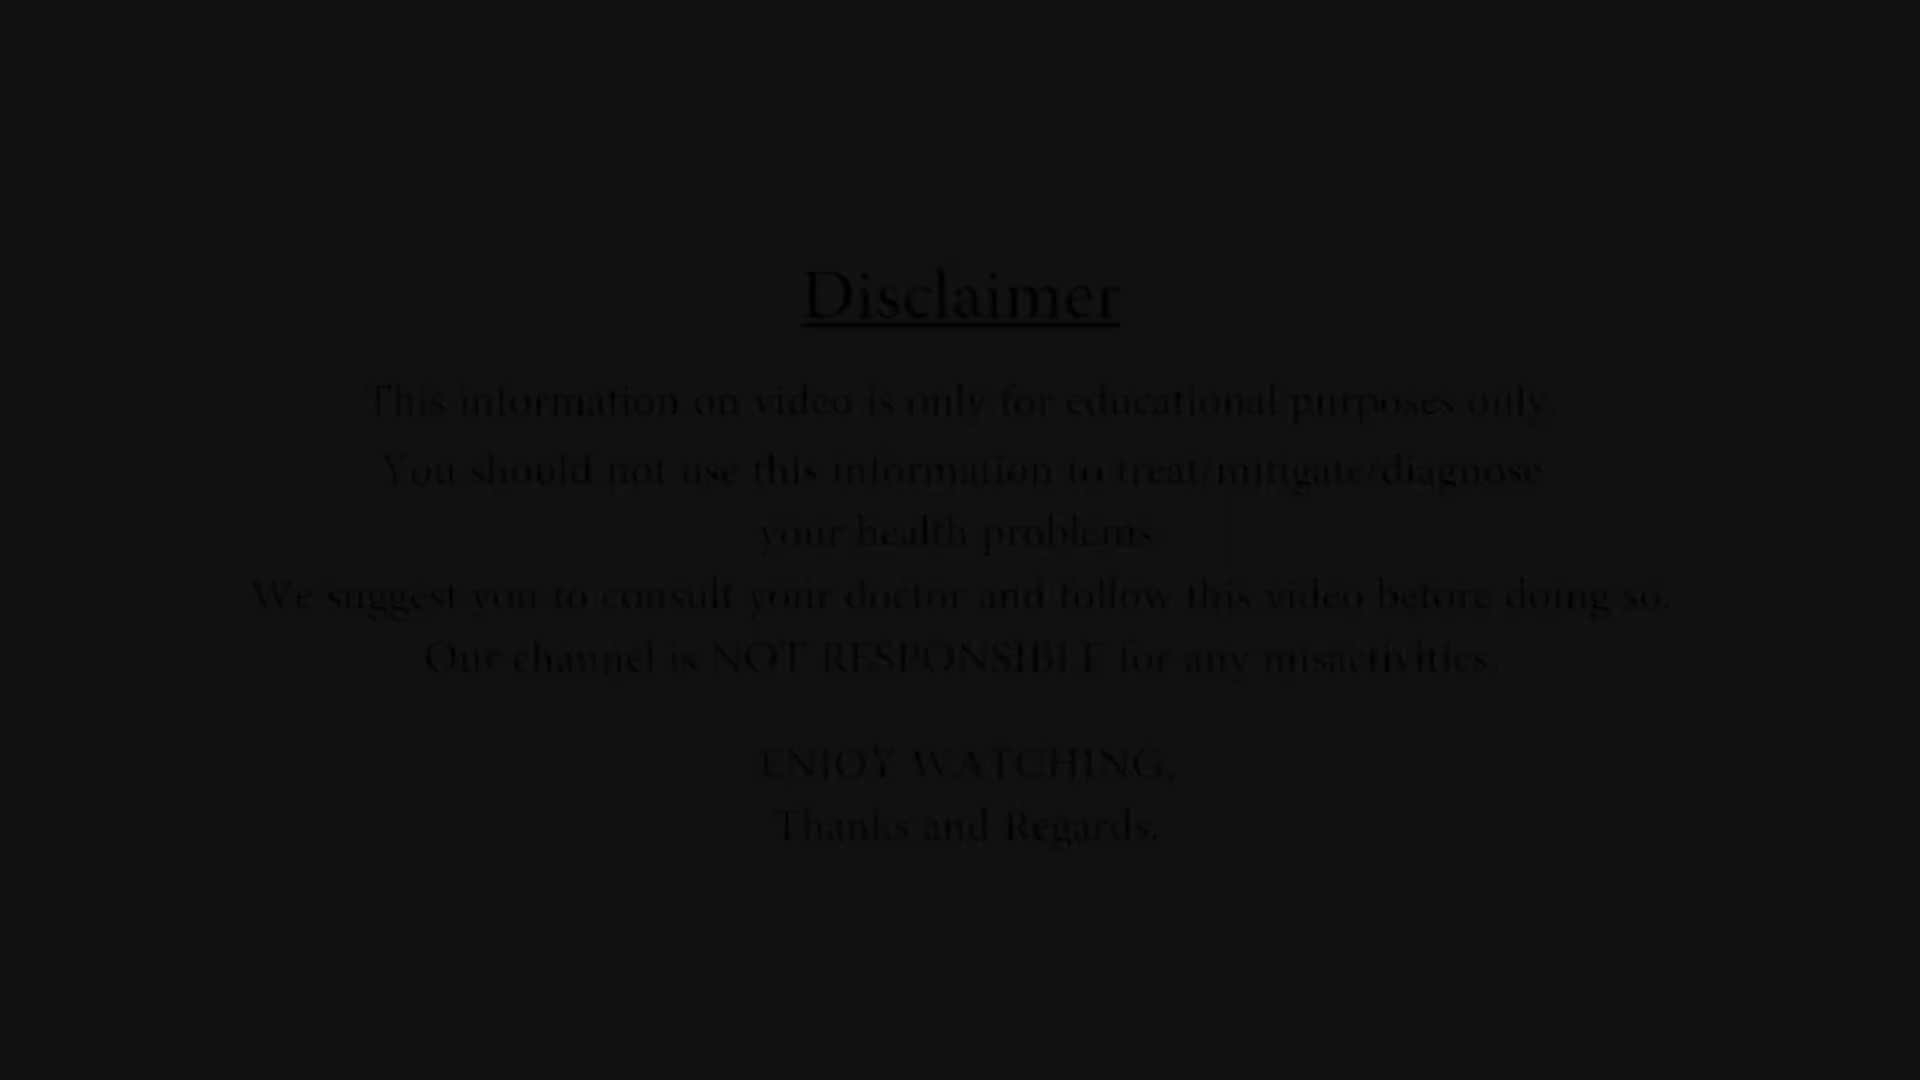 Disclaimer
This information on video is only for educational purposes only.
You should not use this information to treat/mitigate/diagnose
your health problems.
We suggest you to consult your doctor and follow this video before doing so.
Our channel is NOT RESPONSIBLE for any misactivities.
ENJOY WATCHING,
Thanks and Regards.